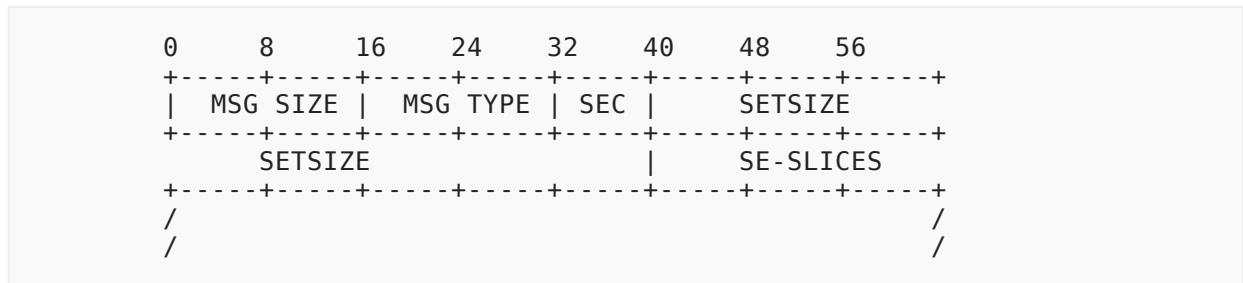 0     8     16    24    32    40    48    56
+-----+-----+-----+-----+-----+-----+-----+-----+
|  MSG SIZE |  MSG TYPE | SEC |     SETSIZE
+-----+-----+-----+-----+-----+-----+-----+-----+
      SETSIZE                 |     SE-SLICES
+-----+-----+-----+-----+-----+-----+-----+-----+
/                                               /
/                                               /